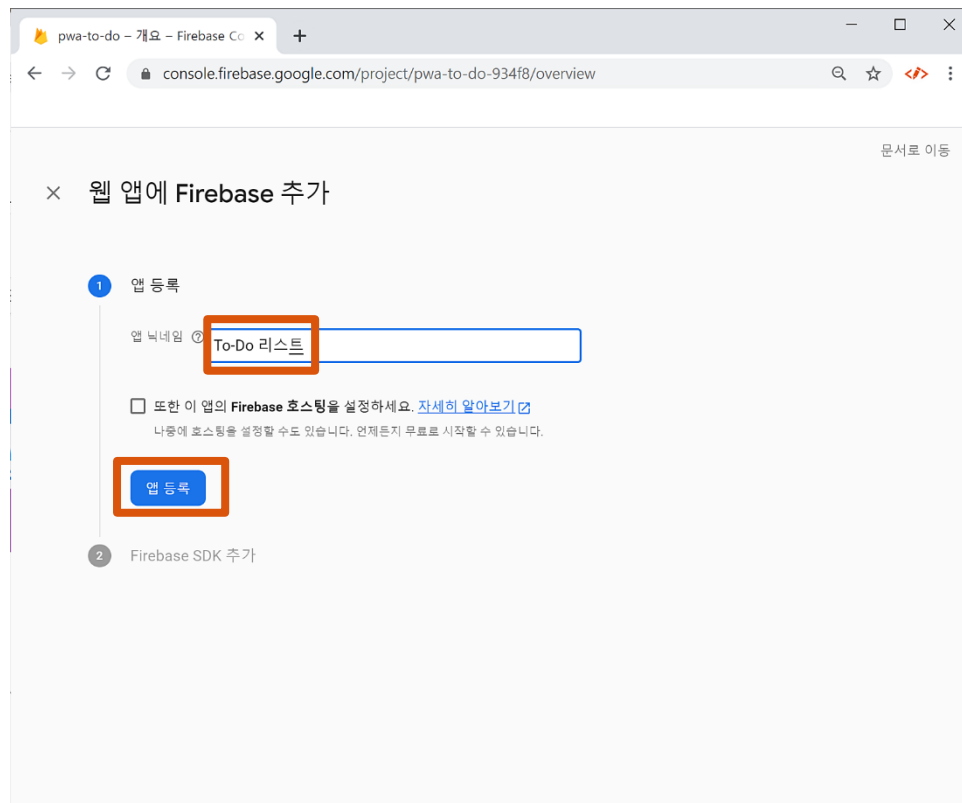 pwa-to-do – 개요 – Firebase Co
console.firebase.google.com/project/pwa-to-do-934f8/overview
문서로 이동
웹 앱에 Firebase 추가
1 앱 등록
앱 닉네임
To-Do 리스트
또한 이 앱의 Firebase 호스팅을 설정하세요. 자세히 알아보기
나중에 호스팅을 설정할 수도 있습니다. 언제든지 무료로 시작할 수 있습니다.
앱 등록
2 Firebase SDK 추가